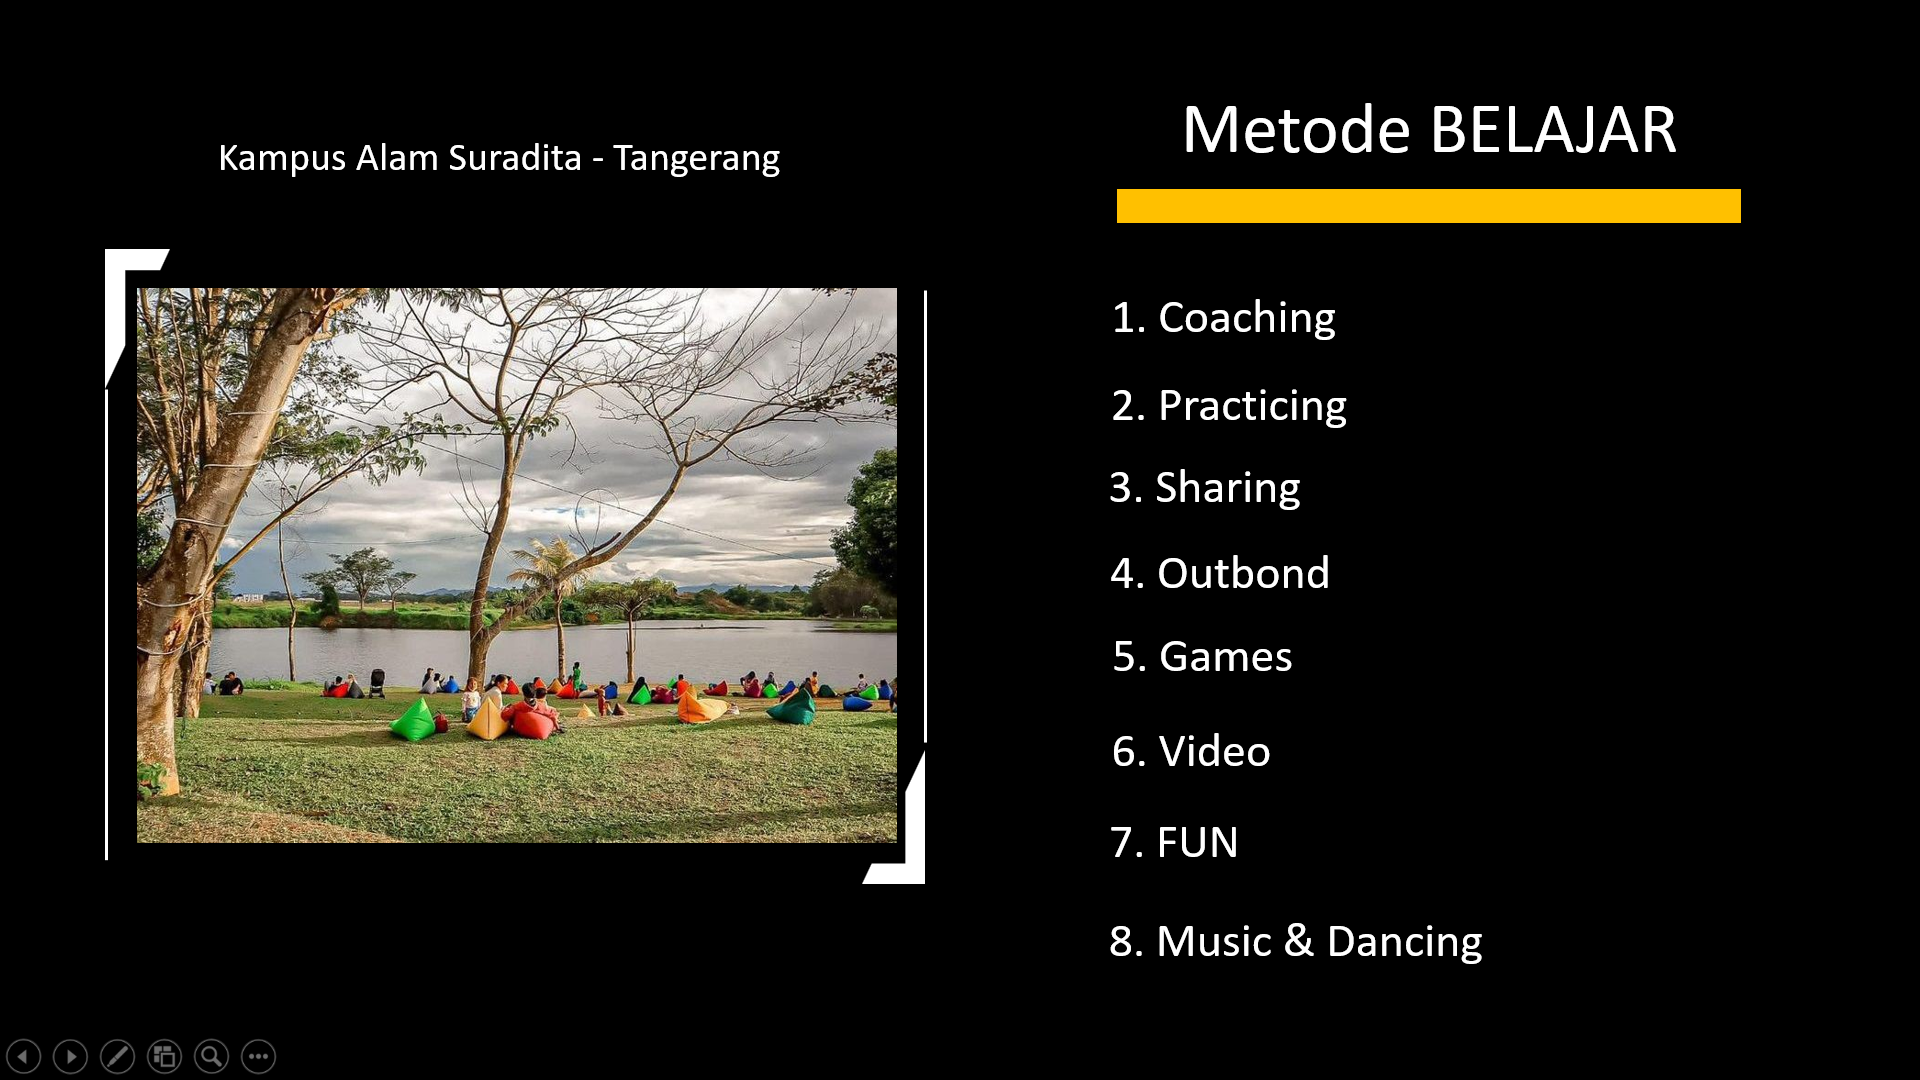 Kampus Alam Suradita - Tangerang
Metode BELAJAR
1. Coaching
2. Practicing
3. Sharing
4. Outbond
5. Games
6. Video
7. FUN
8. Music & Dancing